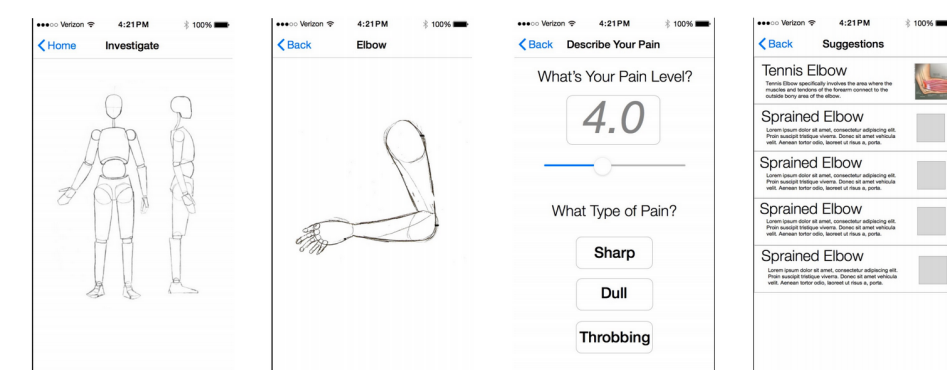 Verizon 4:21 PM 100%
Home Investigate
Verizon 4:21 PM 100%
Back Elbow
Verizon 4:21 PM 100%
Back Describe Your Pain
What's Your Pain Level?
4.0
What Type of Pain?
Sharp
Dull
Throbbing
Verizon 4:21 PM 100%
Back Suggestions
Tennis Elbow
Tennis Elbow specifically involves the area where the
muscles and tendons of the forearm connect to the
outside bony area of the elbow.
Sprained Elbow
Lorem ipsum dolor sit amet, consectetur adipiscing elit.
Proin suscipit tristique viverra. Donec sit amet vehicula
velit. Aenean tortor odio, laoreet ut risus a, porta.
Sprained Elbow
Lorem ipsum dolor sit amet, consectetur adipiscing elit.
Proin suscipit tristique viverra. Donec sit amet vehicula
velit. Aenean tortor odio, laoreet ut risus a, porta.
Sprained Elbow
Lorem ipsum dolor sit amet, consectetur adipiscing elit.
Proin suscipit tristique viverra. Donec sit amet vehicula
velit. Aenean tortor odio, laoreet ut risus a, porta.
Sprained Elbow
Lorem ipsum dolor sit amet, consectetur adipiscing elit.
Proin suscipit tristique viverra. Donec sit amet vehicula
velit. Aenean tortor odio, laoreet ut risus a, porta.